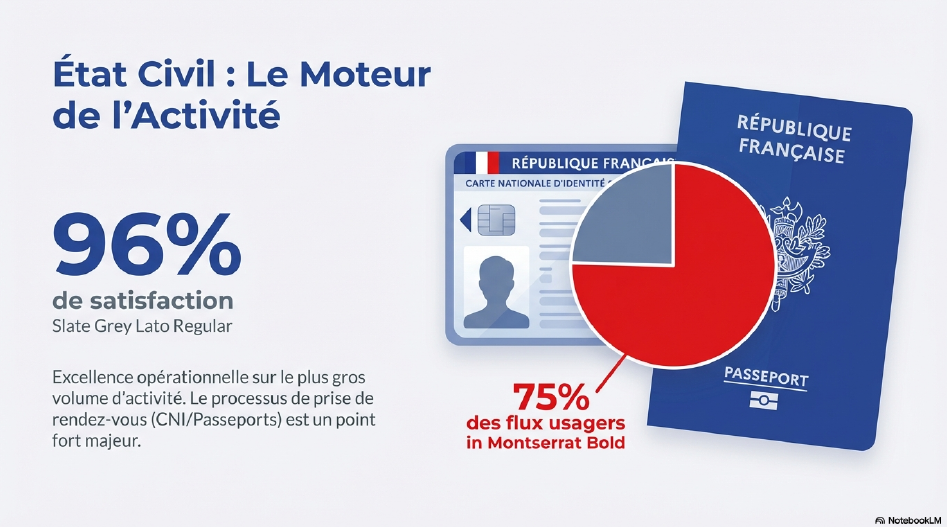 État Civil : Le Moteur
de l'Activité
96%
de satisfaction
Slate Grey Lato Regular
Excellence opérationnelle sur le plus gros
volume d'activité. Le processus de prise de
rendez-vous (CNI/Passeports) est un point
fort majeur.
RÉPUBLIQUE FRANÇAIS
CARTE NATIONALE D'IDENTITÉ
RÉPUBLIQUE
FRANÇAISE
PASSEPORT
75%
des flux usagers
in Montserrat Bold
NotebookLM